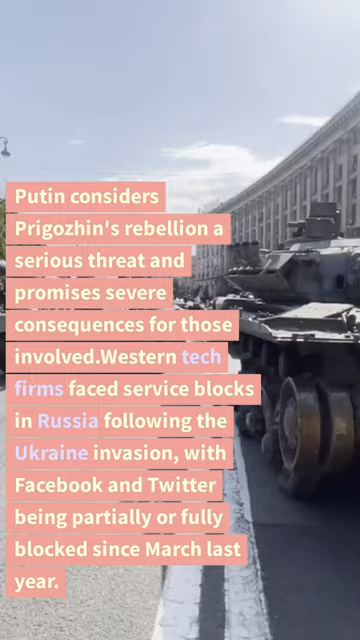 Putin considers
Prigozhin's rebellion a
serious threat and
promises severe
consequences for those
involved.Western tech
firms faced service blocks
in Russia following the
Ukraine invasion, with
Facebook and Twitter
being partially or fully
blocked since March last
year.